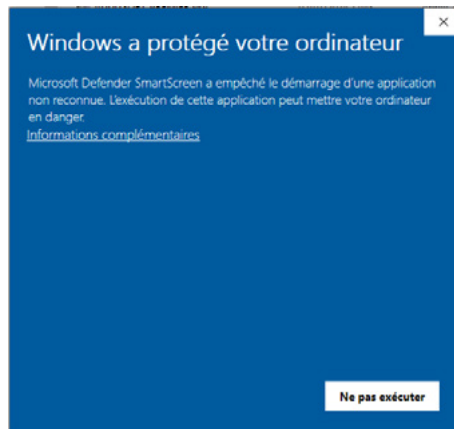 Windows a protégé votre ordinateur
Microsoft Defender SmartScreen a empêché le démarrage d'une application
non reconnue. L'exécution de cette application peut mettre votre ordinateur
en danger.
Informations complémentaires
Ne pas exécuter